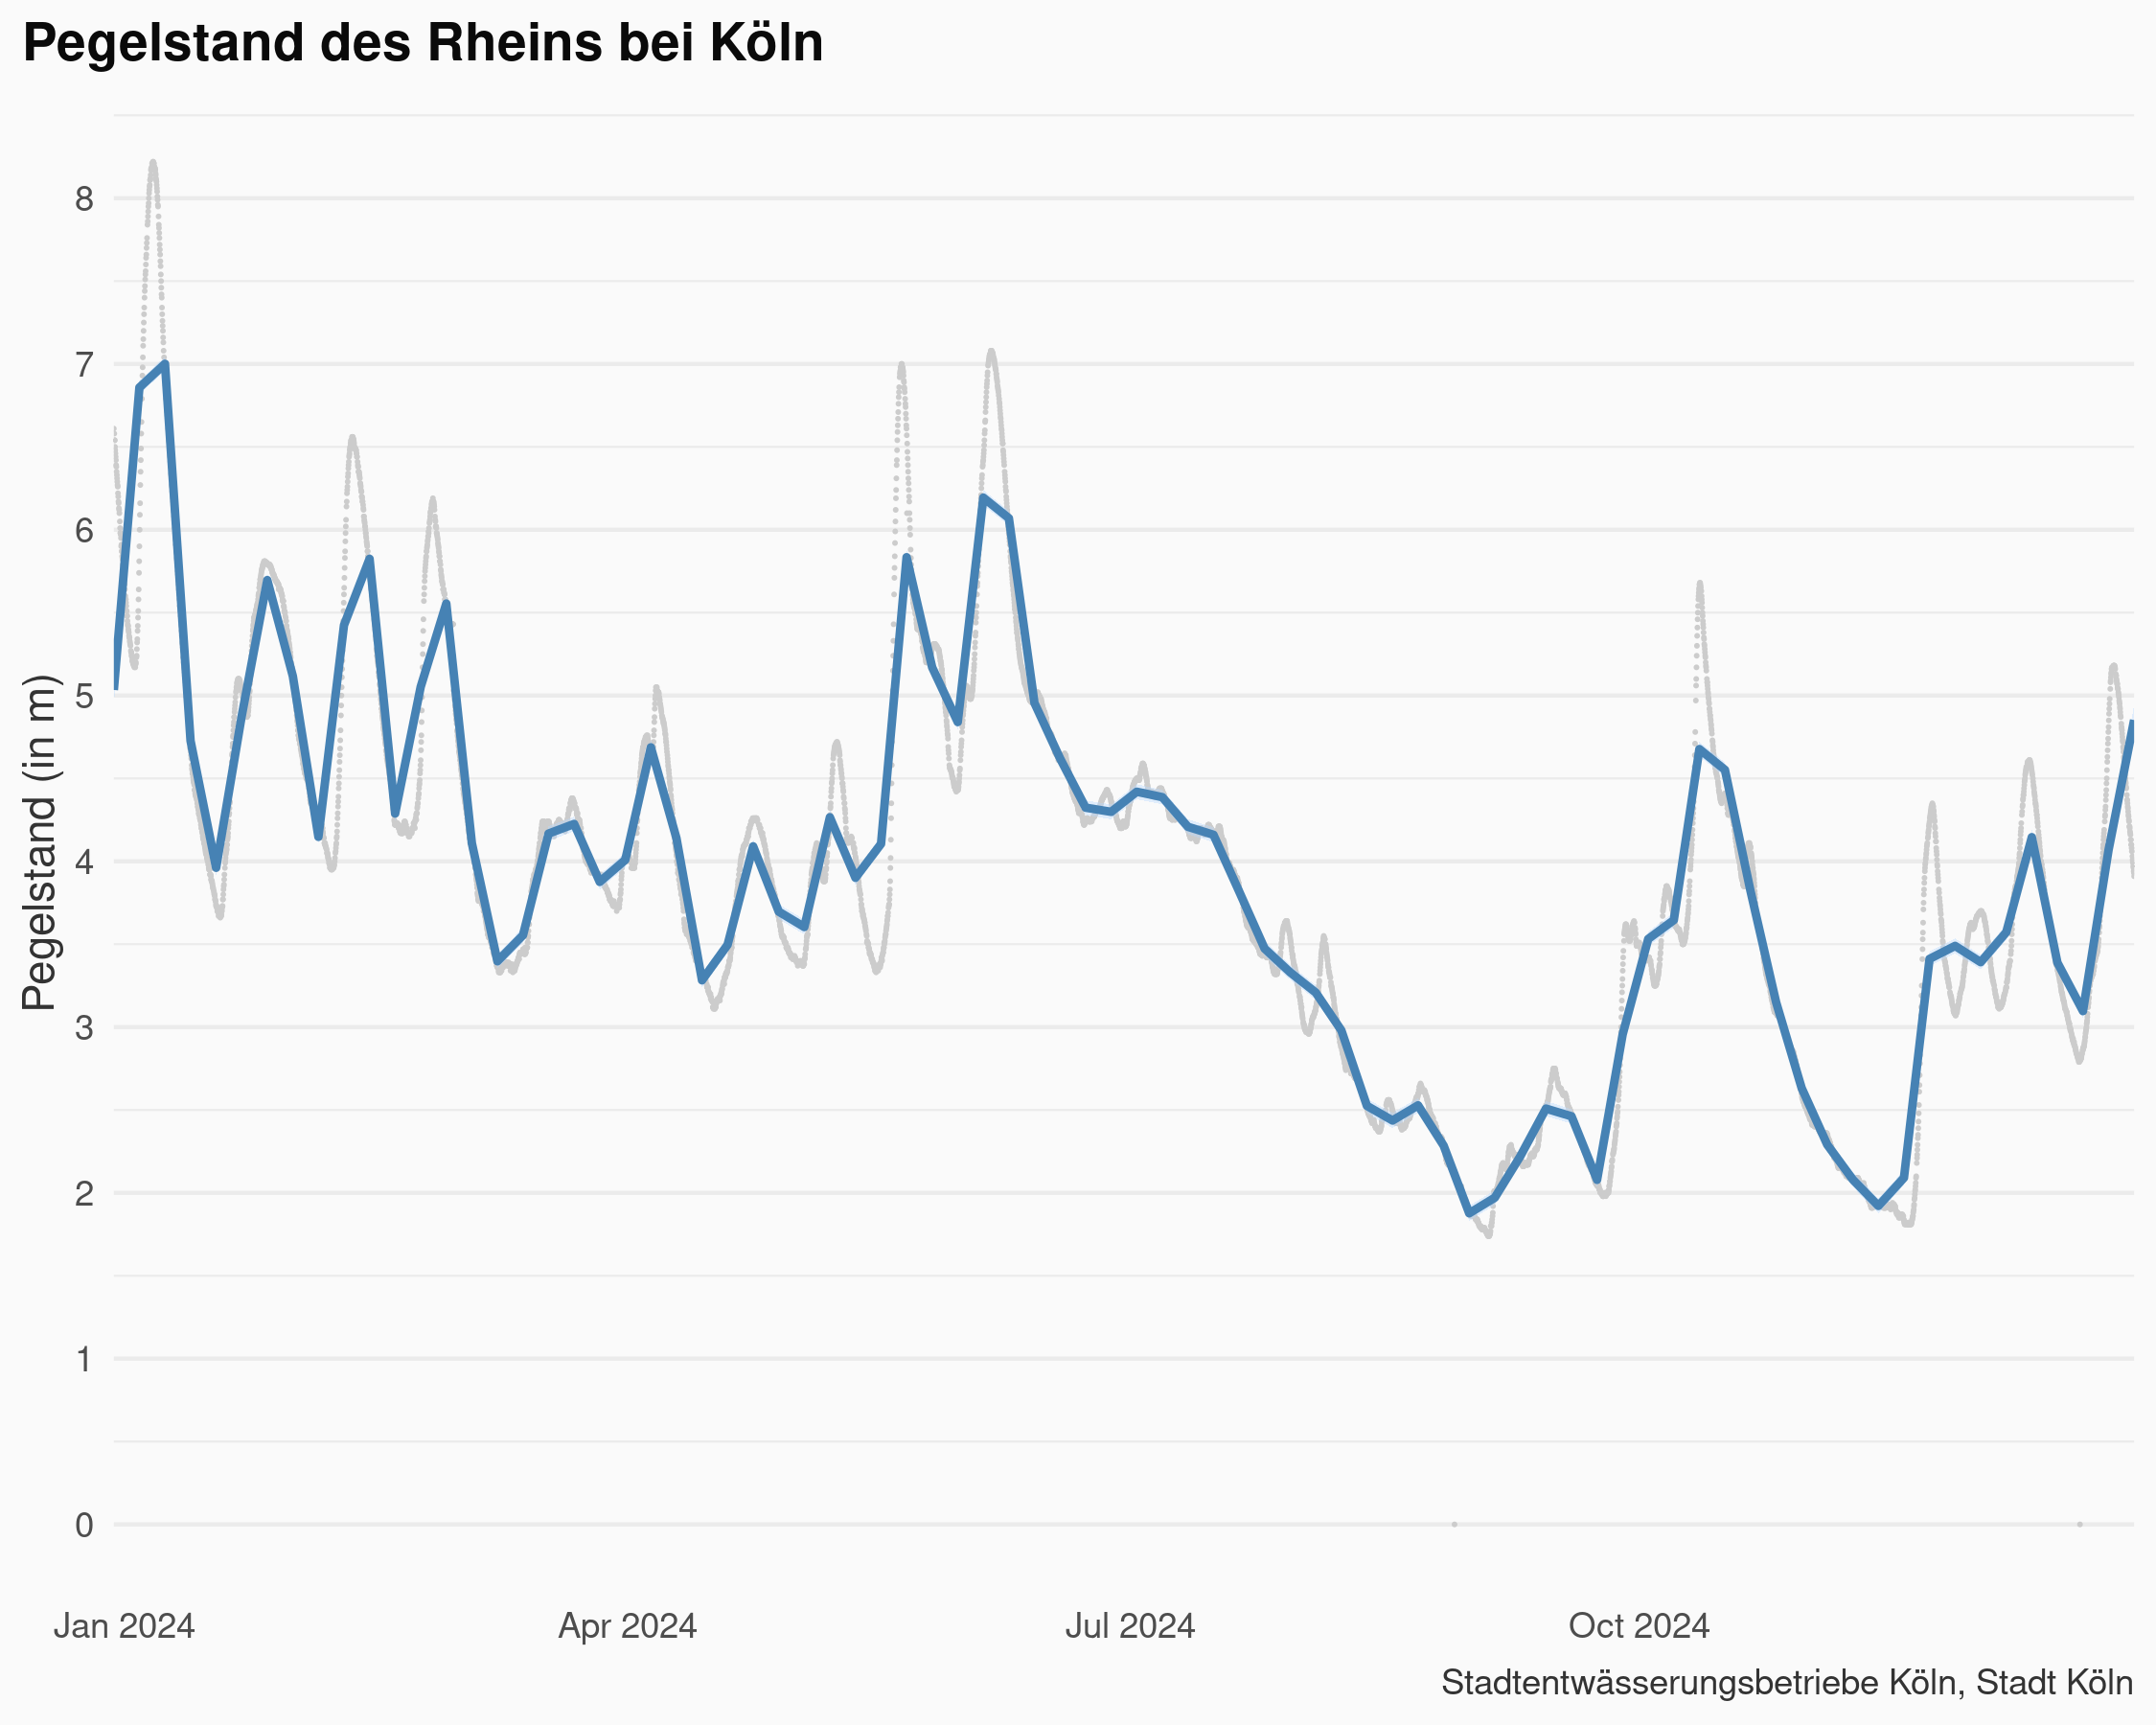 Pegelstand des Rheins bei Köln
Pegelstand (in m)
8
7
6
5
4
3
2
1
0
Jan 2024
Apr 2024
Jul 2024
Oct 2024
Stadtentwässerungsbetriebe Köln, Stadt Köln